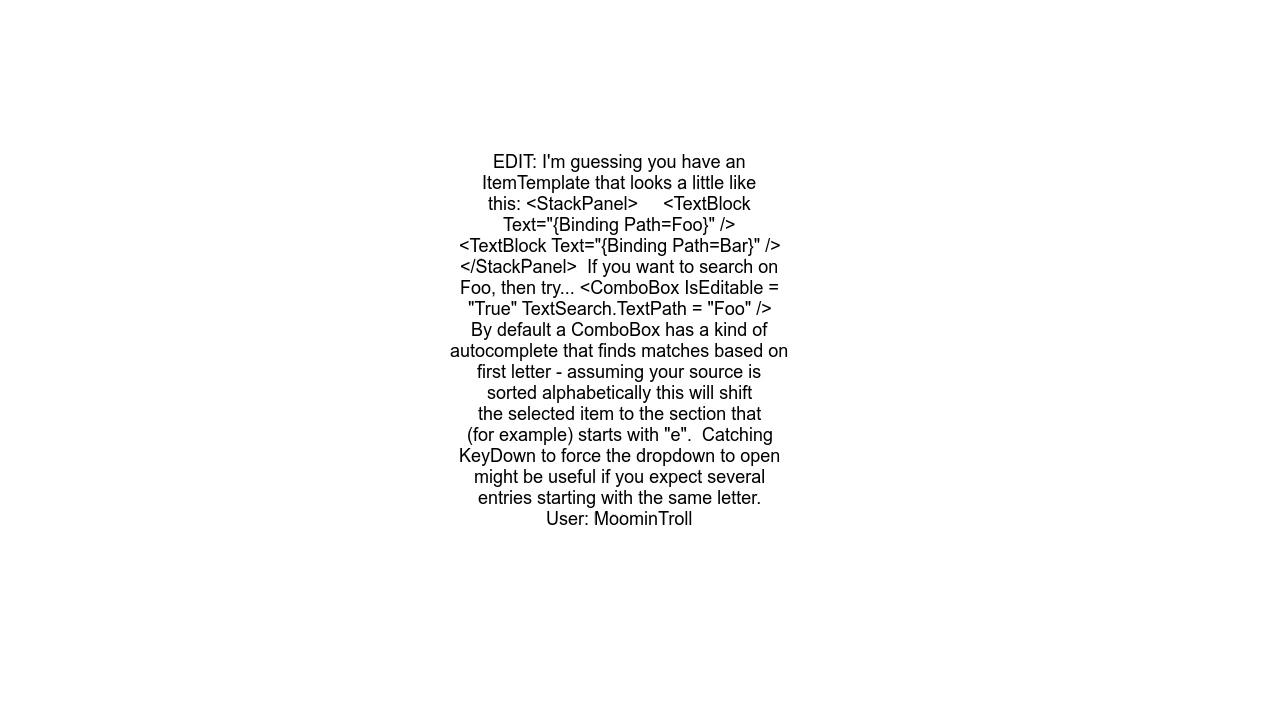 EDIT: I'm guessing you have an
ItemTemplate that looks a little like
this: <StackPanel>     <TextBlock
Text="{Binding Path=Foo}" />
<TextBlock Text="{Binding Path=Bar}" />
</StackPanel>  If you want to search on
Foo, then try... <ComboBox IsEditable =
"True" TextSearch.TextPath = "Foo" />
By default a ComboBox has a kind of
autocomplete that finds matches based on
first letter - assuming your source is
sorted alphabetically this will shift
the selected item to the section that
(for example) starts with "e".  Catching
KeyDown to force the dropdown to open
might be useful if you expect several
entries starting with the same letter.
User: MoominTroll